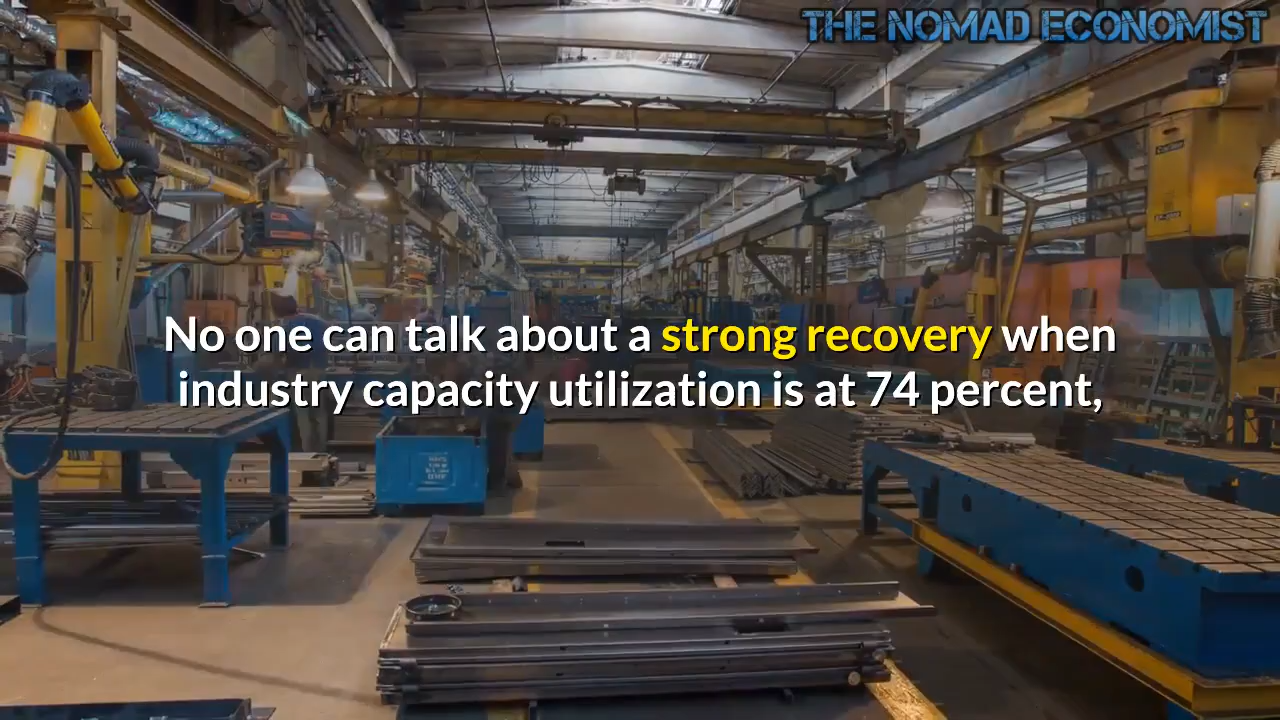 THE NOMAD ECONOMIST
No one can talk about a strong recovery when
industry capacity utilization is at 74 percent,